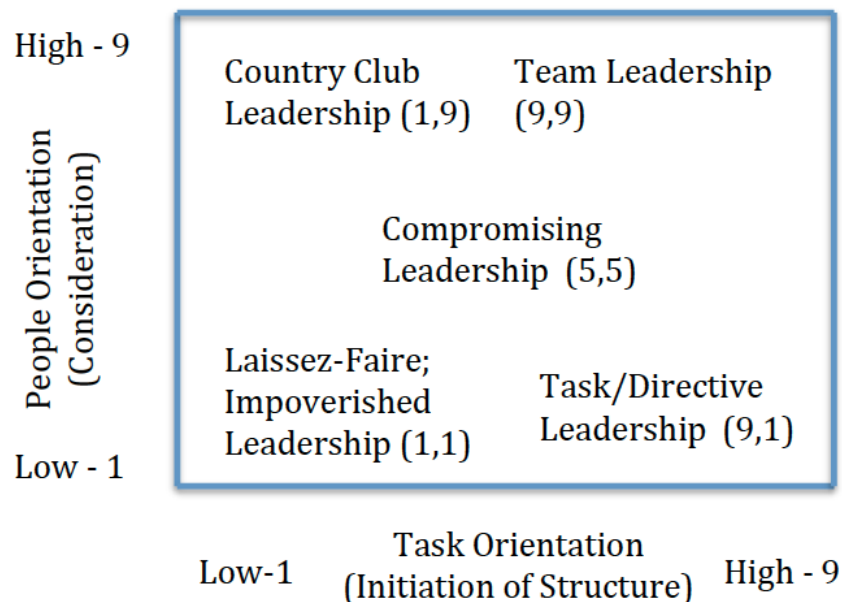 High - 9
Country Club
Leadership (1,9)
Team Leadership
(9,9)
People Orientation
(Consideration)
Compromising
Leadership (5,5)
Laissez-Faire;
Impoverished
Leadership (1,1)
Task/Directive
Leadership (9,1)
Low - 1
Low-1
Task Orientation
(Initiation of Structure)
High - 9